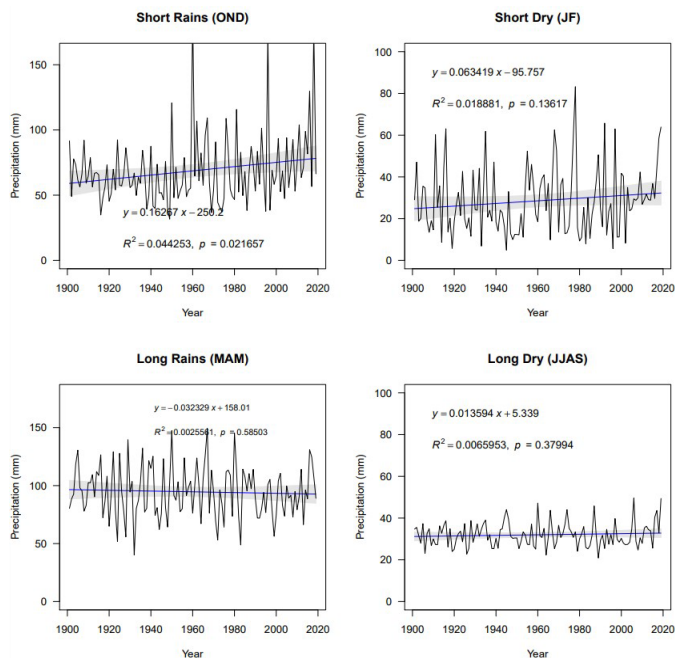 Short Rains (OND)
Precipitation (mm)
150
100
50
0
y = 0.16267 x − 250.2
R² = 0.044253, p = 0.021657
1900 1920 1940 1960 1980 2000 2020
Year
Short Dry (JF)
Precipitation (mm)
100
80
60
40
20
0
y = 0.063419 x − 95.757
R² = 0.018881, p = 0.13617
1900 1920 1940 1960 1980 2000 2020
Year
Long Rains (MAM)
Precipitation (mm)
150
100
50
0
y = − 0.032329 x + 158.01
R² = 0.0025561, p = 0.58503
1900 1920 1940 1960 1980 2000 2020
Year
Long Dry (JJAS)
Precipitation (mm)
100
80
60
40
20
0
y = 0.013594 x + 5.339
R² = 0.0065953, p = 0.37994
1900 1920 1940 1960 1980 2000 2020
Year